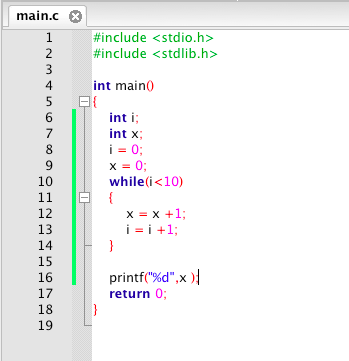 main.c
1 #include <stdio.h>
2 #include <stdlib.h>
3
4 int main()
5 {
6 int i;
7 int x;
8 i = 0;
9 x = 0;
10 while(i<10)
11 {
12 x = x +1;
13 i = i +1;
14 }
15
16 printf("%d",x );
17 return 0;
18 }
19